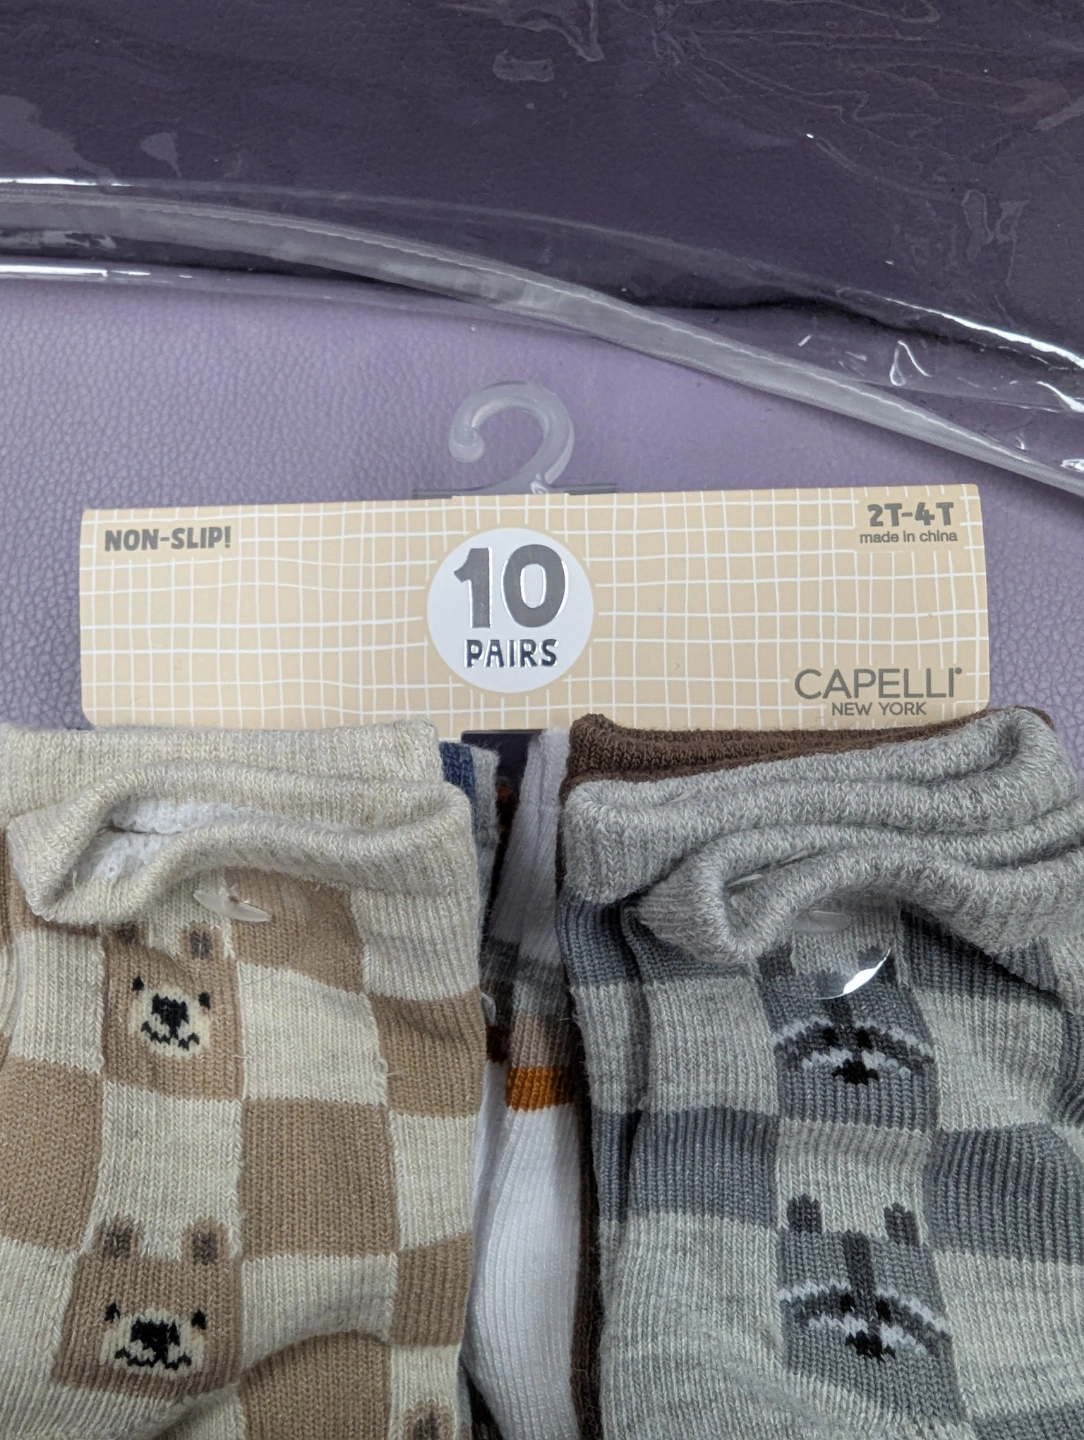 NON-SLIP!
10
PAIRS
2T-4T
made in china
CAPELLI®
NEW YORK